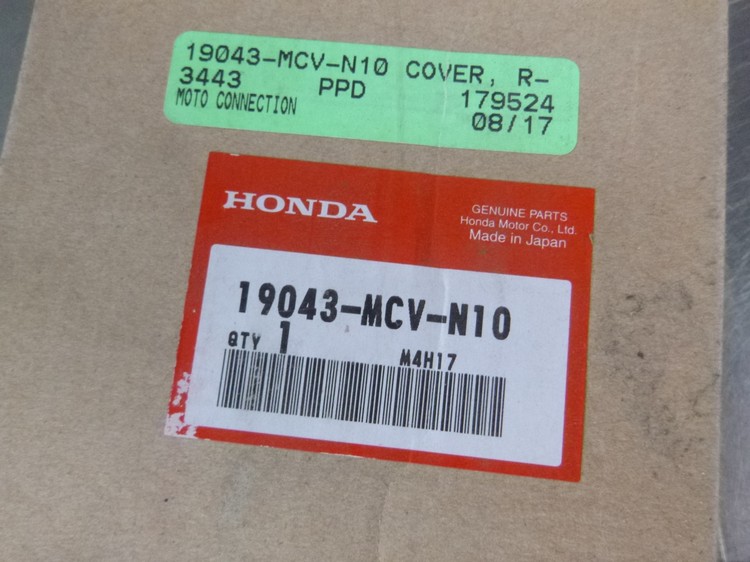 19043-MCV-N10 COVER, R-
3443 PPD 179524
MOTO CONNECTION 08/17
HONDA
GENUINE PARTS
Honda Motor Co., Ltd.
Made in Japan
19043-MCV-N10
QTY 1 M4H17